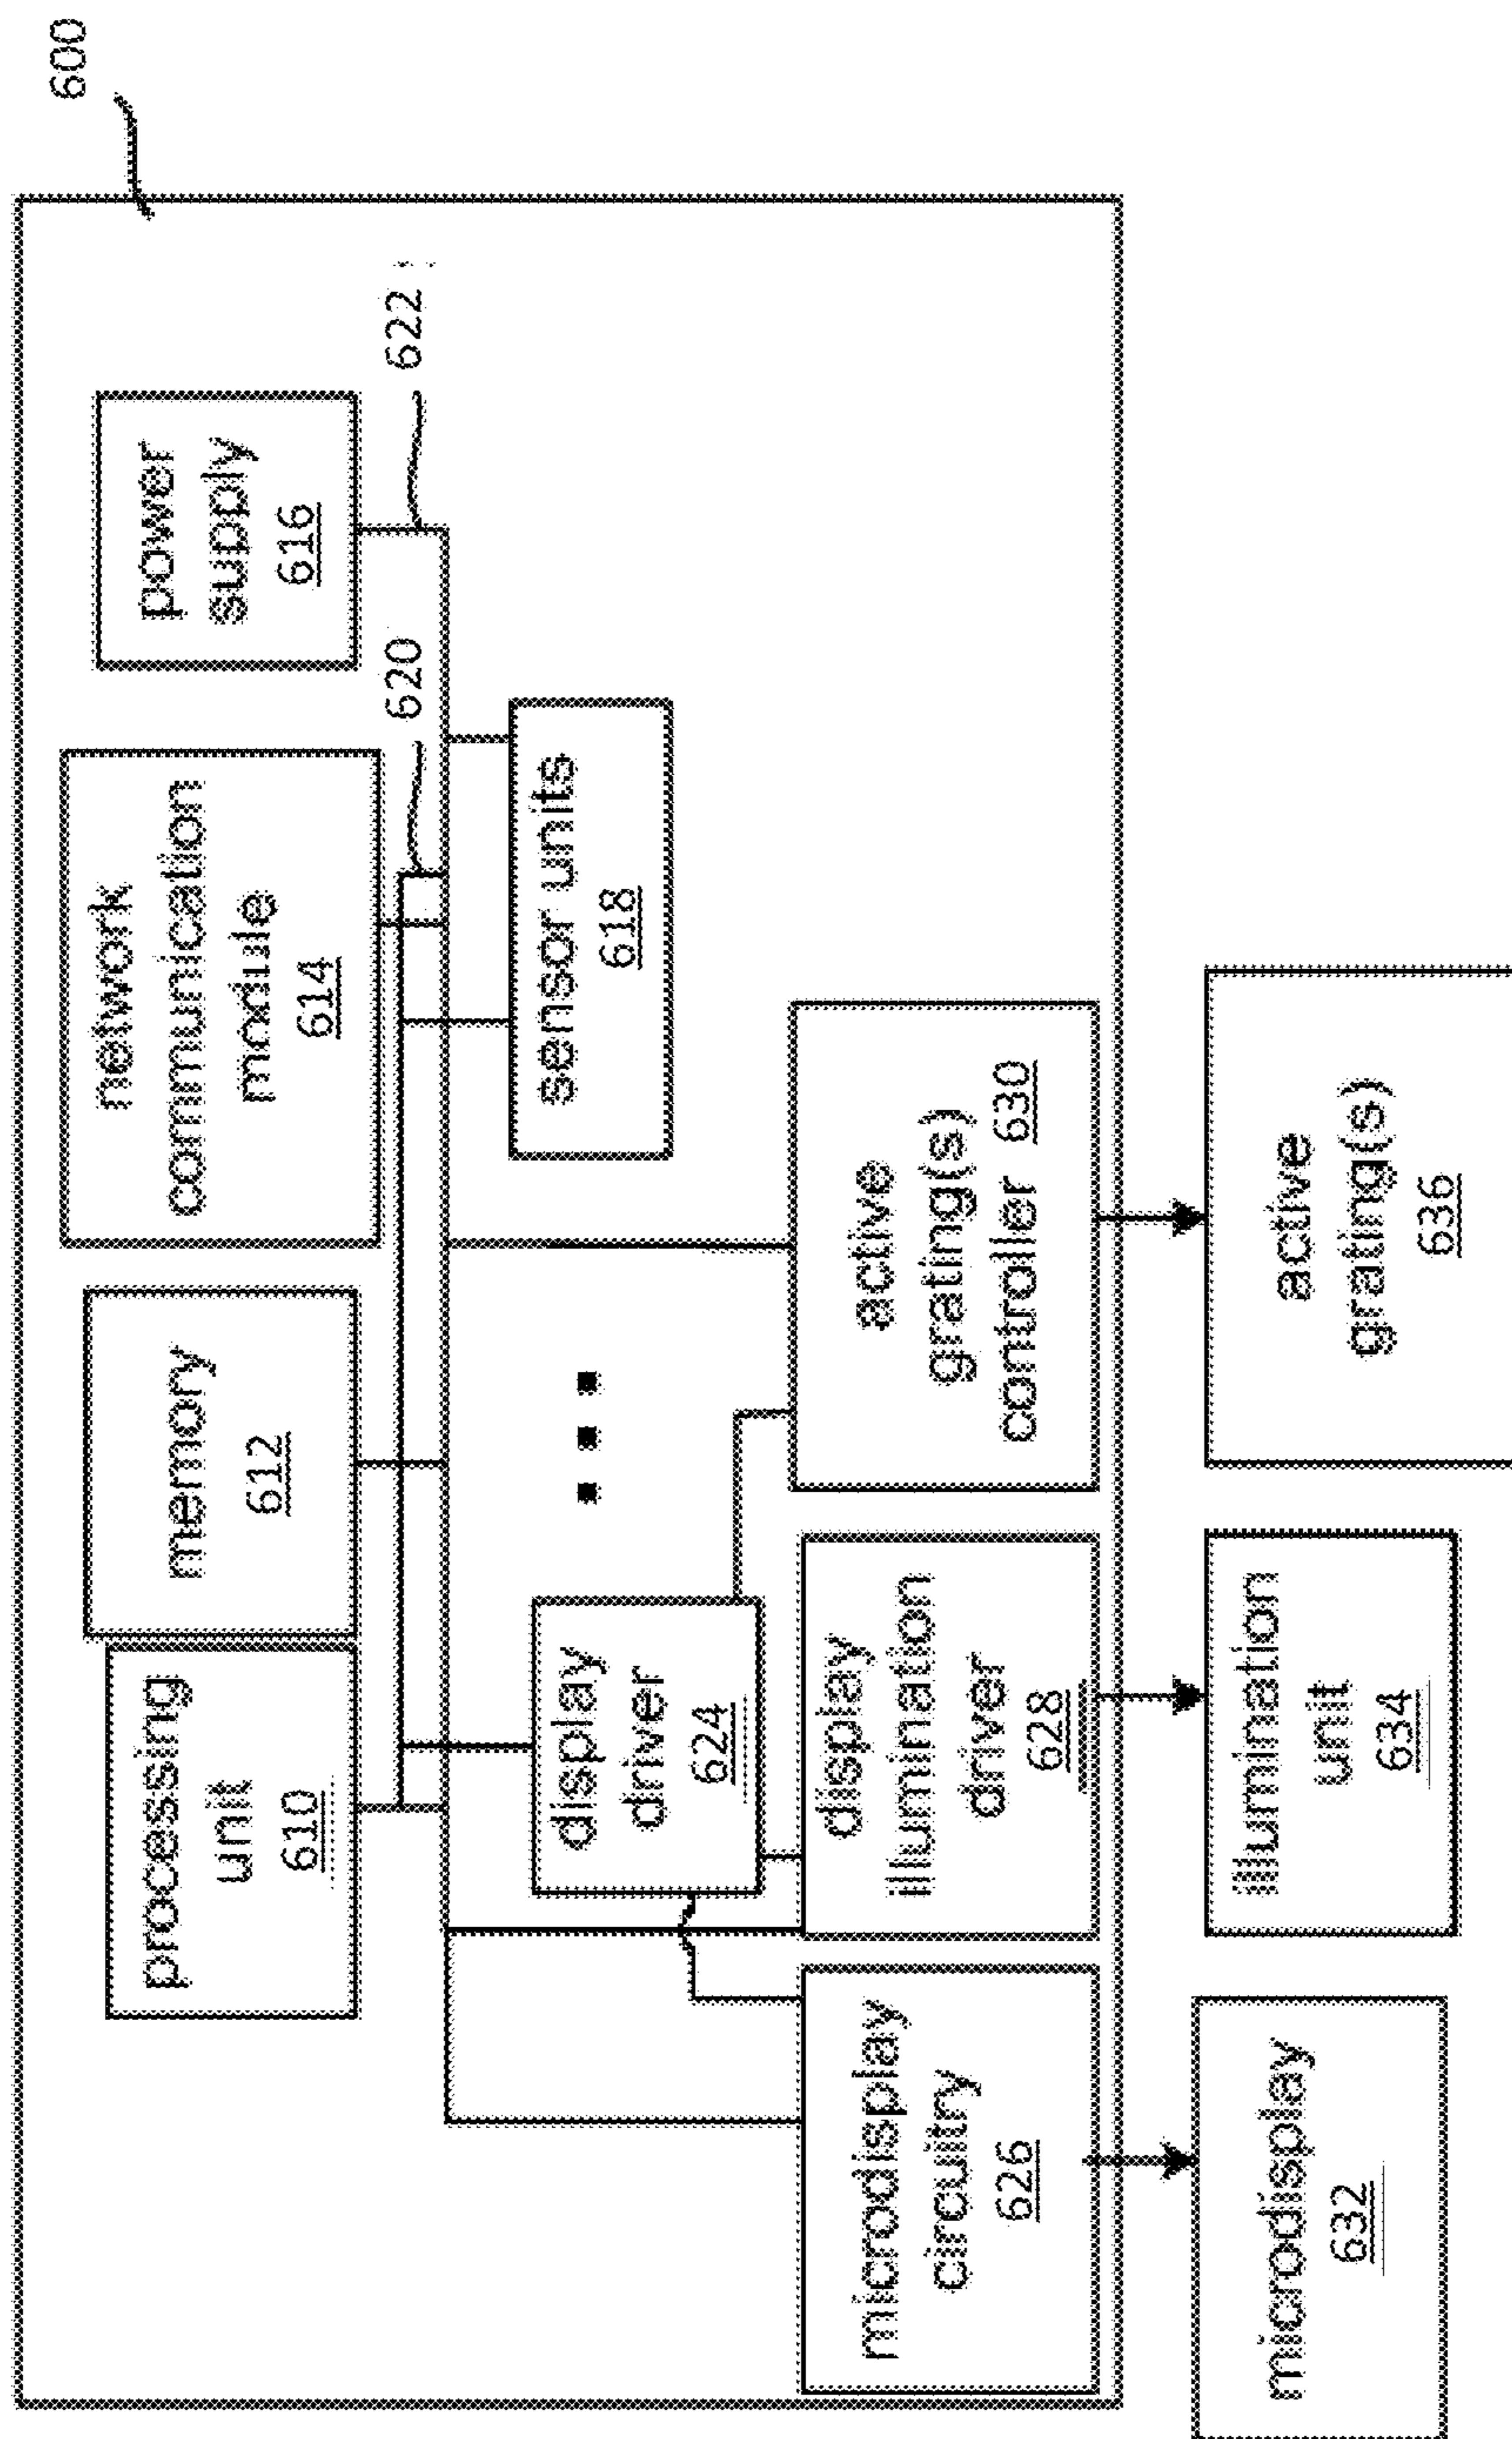 600
processing
unit
610
memory
612
network
communication
module
614
power
supply
616
620
622
display
driver
624
sensor units
618
microdisplay
circuitry
626
display
illumination
driver
628
active
grating(s)
controller 630
microdisplay
632
illumination
unit
634
active
grating(s)
636